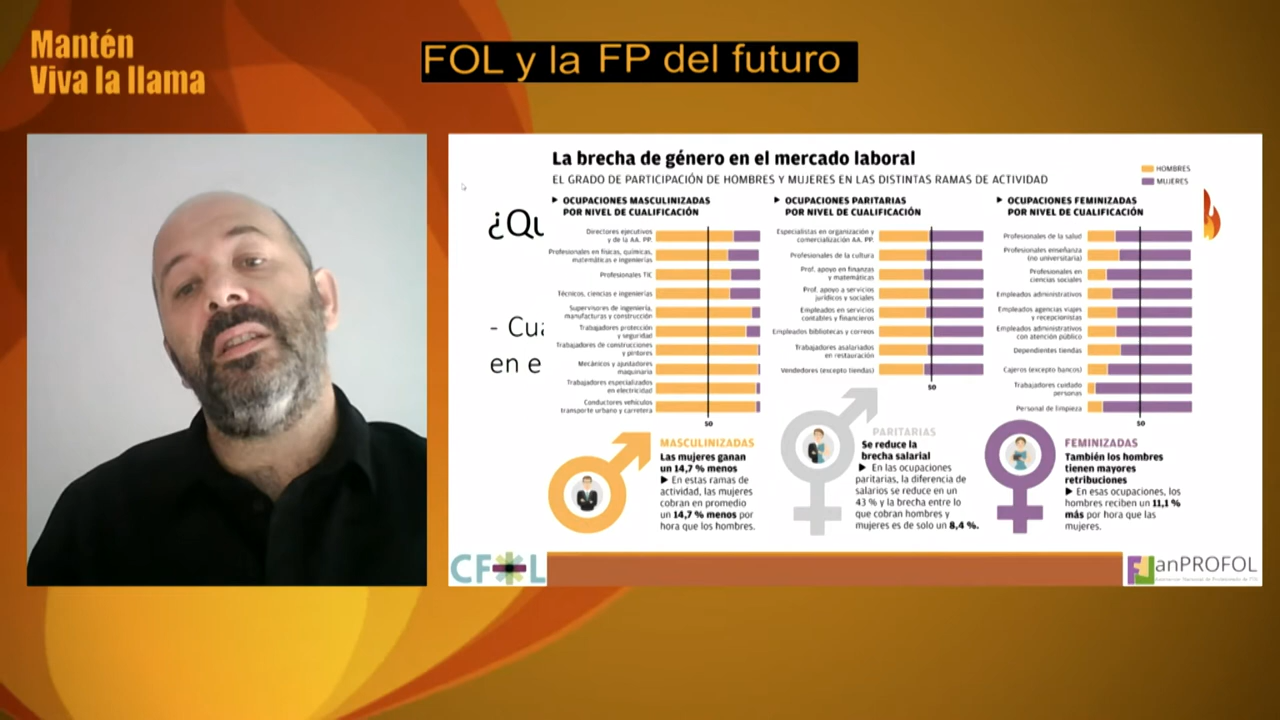 Mantén
Viva la llama
FOL y la FP del futuro
La brecha de género en el mercado laboral
EL GRADO DE PARTICIPACIÓN DE HOMBRES Y MUJERES EN LAS DISTINTAS RAMAS DE ACTIVIDAD
HOMBRES
MUJERES
¿Qu
- Cua
en e
▶ OCUPACIONES MASCULINIZADAS
POR NIVEL DE CUALIFICACIÓN
Directores ejecutivos
y de la AA. PP.
Profesionales en físicas, químicas,
matemáticas e ingenierías
Profesionales TIC
Técnicos, ciencias e ingenierías
Supervisores de ingeniería,
manufacturas y construcción
Trabajadores protección
y seguridad
Trabajadores de construcciones
y pintores
Mecánicos y ajustadores
maquinaria
Trabajadores especializados
en electricidad
Conductores vehículos
transporte urbano y carretera
50
▶ OCUPACIONES PARITARIAS
POR NIVEL DE CUALIFICACIÓN
Especialistas en organización y
comercialización AA. PP.
Profesionales de la cultura
Prof. apoyo en finanzas
y matemáticas
Prof. apoyo a servicios
jurídicos y sociales
Empleados en servicios
contables y financieros
Empleados bibliotecas y correos
Trabajadores asalariados
en restauración
Vendedores (excepto tiendas)
50
▶ OCUPACIONES FEMINIZADAS
POR NIVEL DE CUALIFICACIÓN
Profesionales de la salud
Profesionales enseñanza
(no universitaria)
Profesionales en
ciencias sociales
Empleados administrativos
Empleados agencias viajes
y recepcionistas
Empleados administrativos
con atención público
Dependientes tiendas
Cajeros (excepto bancos)
Trabajadores cuidado
personas
Personal de limpieza
50
MASCULINIZADAS
Las mujeres ganan
un 14,7 % menos
▶ En estas ramas de
actividad, las mujeres
cobran en promedio
un 14,7 % menos por
hora que los hombres.
PARITARIAS
Se reduce la
brecha salarial
▶ En las ocupaciones
paritarias, la diferencia de
salarios se reduce en un
43 % y la brecha entre lo
que cobran hombres y
mujeres es de solo un 8,4 %.
FEMINIZADAS
También los hombres
tienen mayores
retribuciones
▶ En esas ocupaciones, los
hombres reciben un 11,1 %
más por hora que las
mujeres.
CFOL
anPROFOL